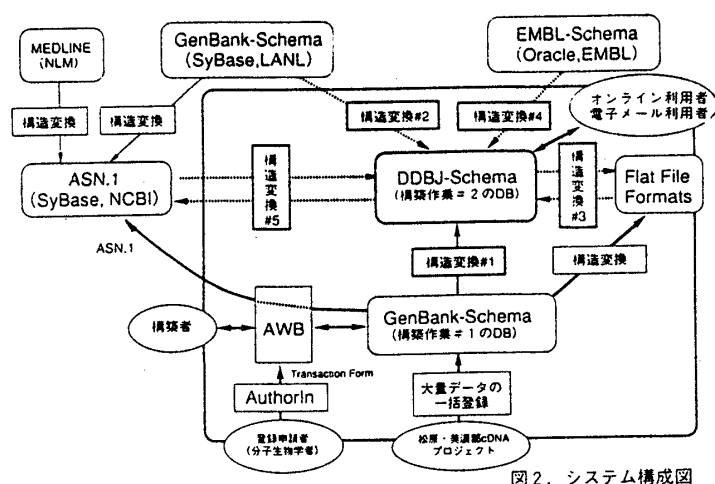 MEDLINE
(NLM)
GenBank-Schema
(SyBase,LANL)
EMBL-Schema
(Oracle,EMBL)
オンライン利用者
電子メール利用者
構造変換
構造変換
構造変換#2
構造変換#4
ASN.1
(SyBase, NCBI)
構造変換
#5
DDBJ-Schema
(構築作業=2のDB)
構造変換
#3
Flat File
Formats
ASN.1
構造変換#1
構造変換
構築者
AWB
GenBank-Schema
(構築作業#1のDB)
Transaction Form
AuthorIn
大量データの
一括登録
登録申請者
(分子生物学者)
松原・美濃部cDNA
プロジェクト
図2. システム構成図